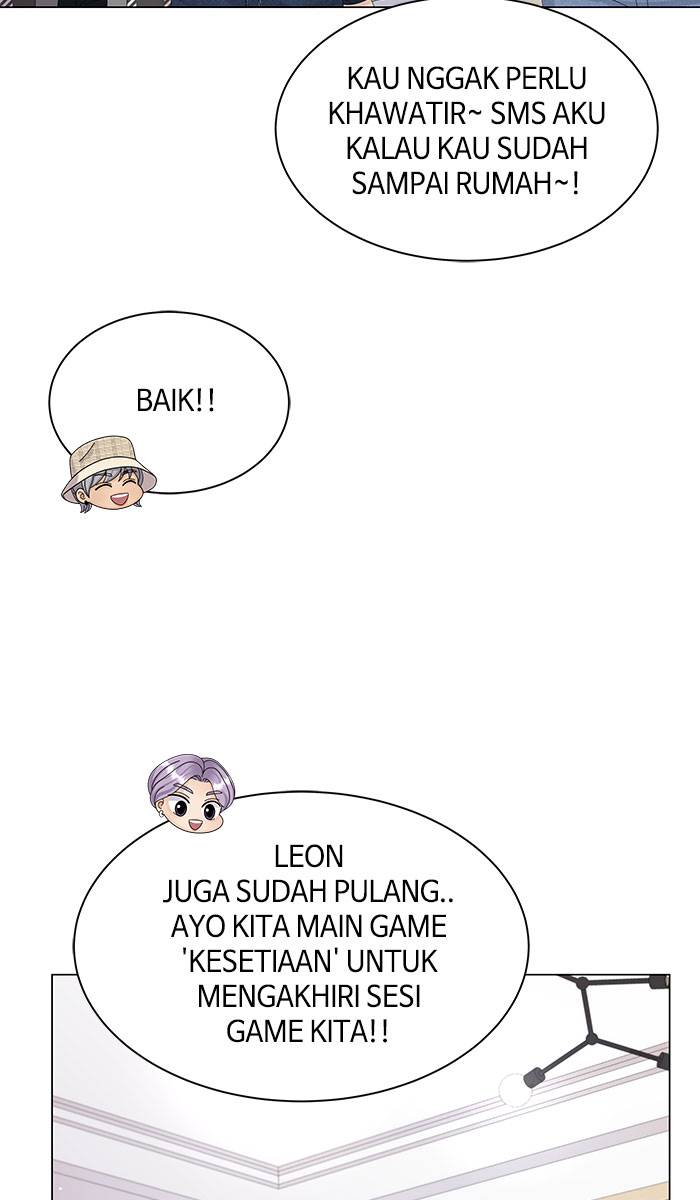 KAU NGGAK PERLU
KHAWATIR~ SMS AKU
KALAU KAU SUDAH
SAMPAI RUMAH~!
BAIK!!
LEON
JUGA SUDAH PULANG..
AYO KITA MAIN GAME
'KESETIAAN' UNTUK
MENGAKHIRI SESI
GAME KITA!!